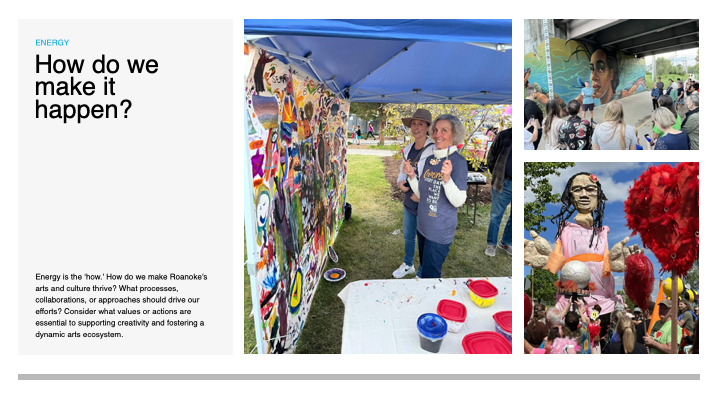 ENERGY
How do we
make it
happen?
Energy is the 'how.' How do we make Roanoke's
arts and culture thrive? What processes,
collaborations, or approaches should drive our
efforts? Consider what values or actions are
essential to supporting creativity and fostering a
dynamic arts ecosystem.